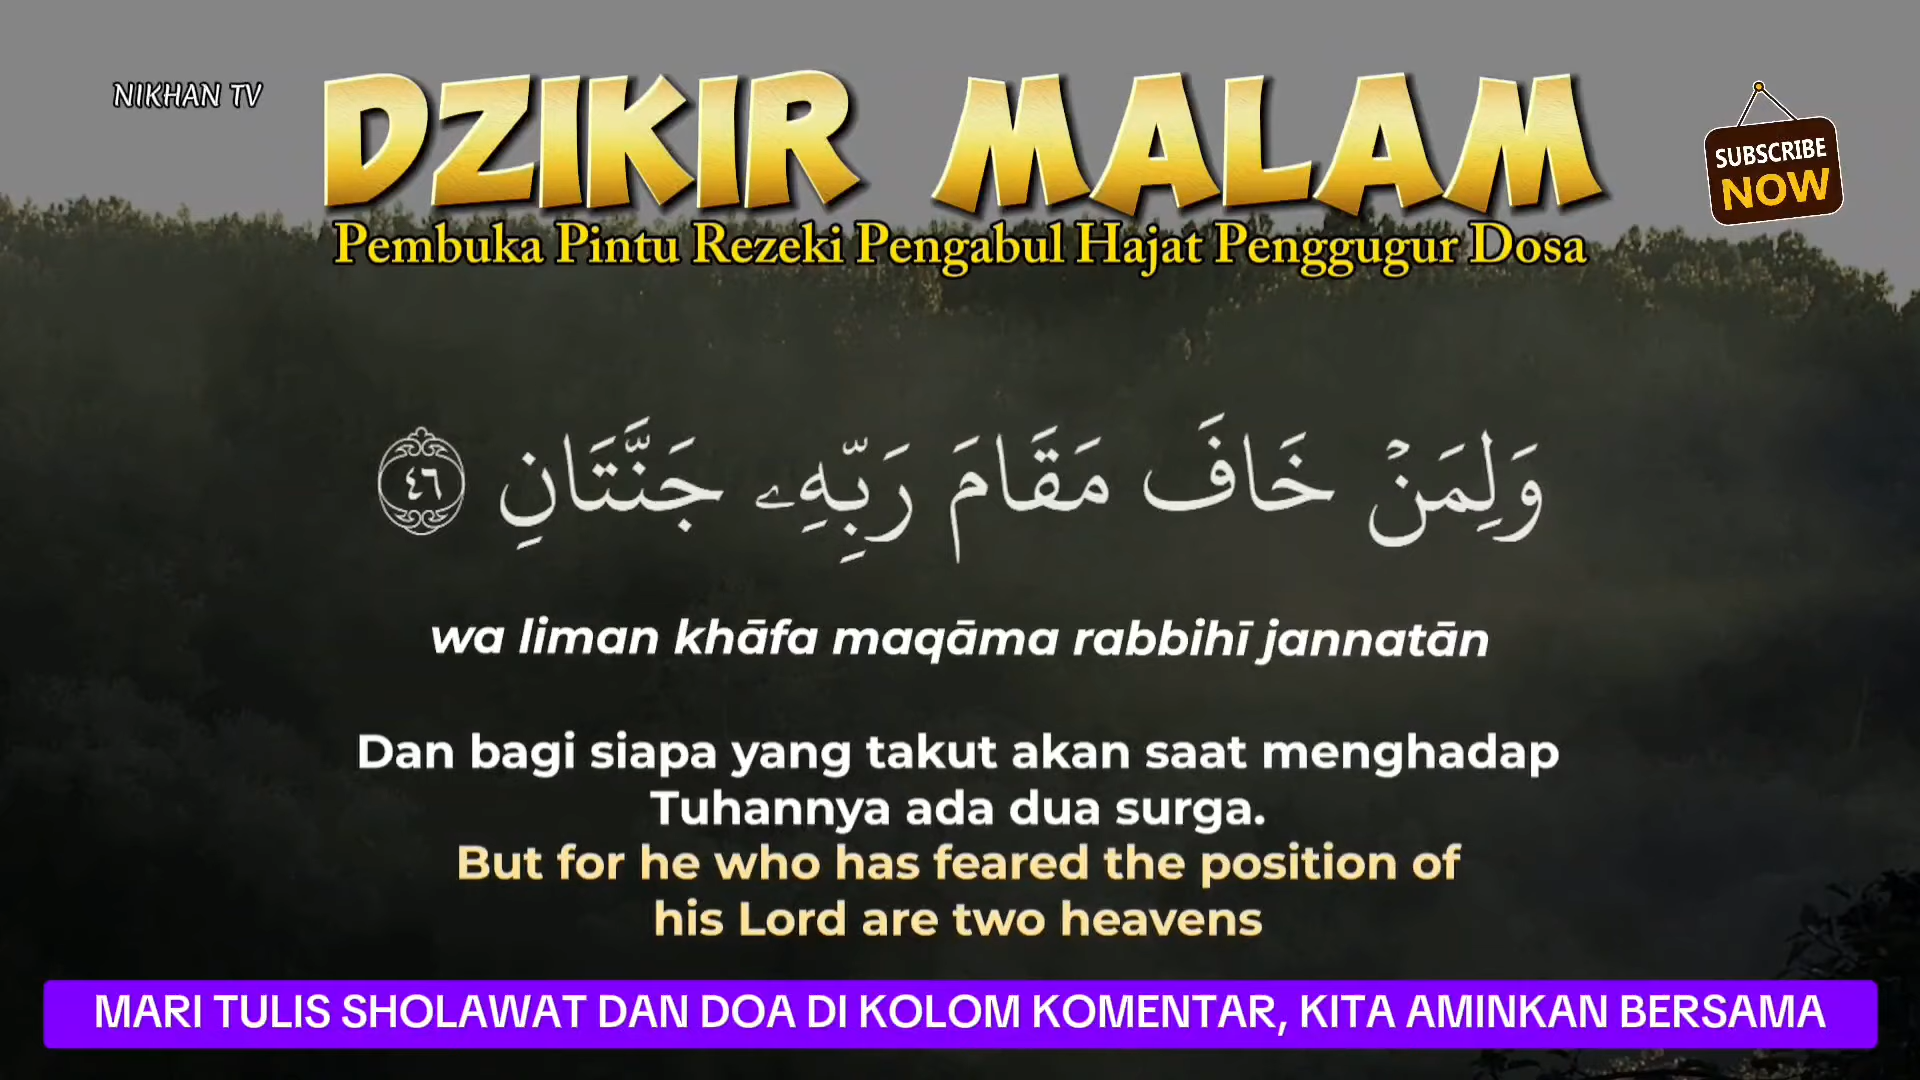 NIKHAN TV
DZIKIR MALAM
SUBSCRIBE
NOW
Pembuka Pintu Rezeki Pengabul Hajat Penggugur Dosa
وَلِمَنْ خَافَ مَقَامَ رَبِّهِۦ جَنَّتَانِ ٤٦
wa liman khāfa maqāma rabbihī jannatān
Dan bagi siapa yang takut akan saat menghadap
Tuhannya ada dua surga.
But for he who has feared the position of
his Lord are two heavens
MARI TULIS SHOLAWAT DAN DOA DI KOLOM KOMENTAR, KITA AMINKAN BERSAMA